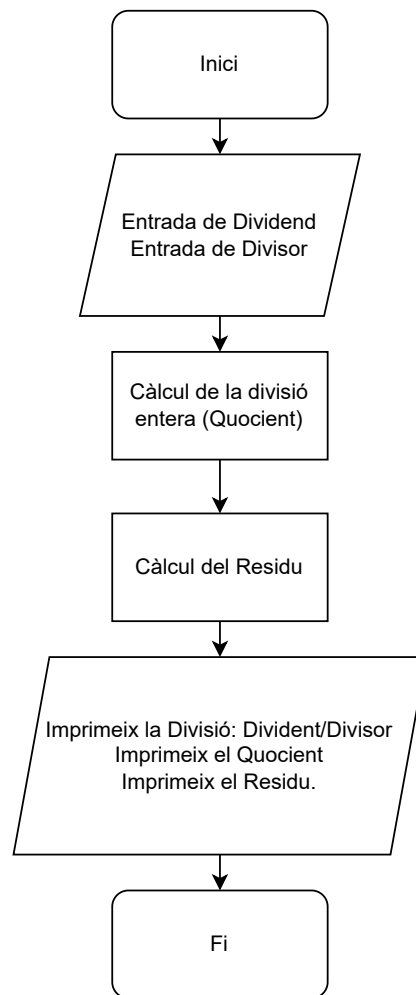 Inici
Entrada de Dividend
Entrada de Divisor
Càlcul de la divisió
entera (Quocient)
Càlcul del Residu
Imprimeix la Divisió: Divident/Divisor
Imprimeix el Quocient
Imprimeix el Residu.
Fi